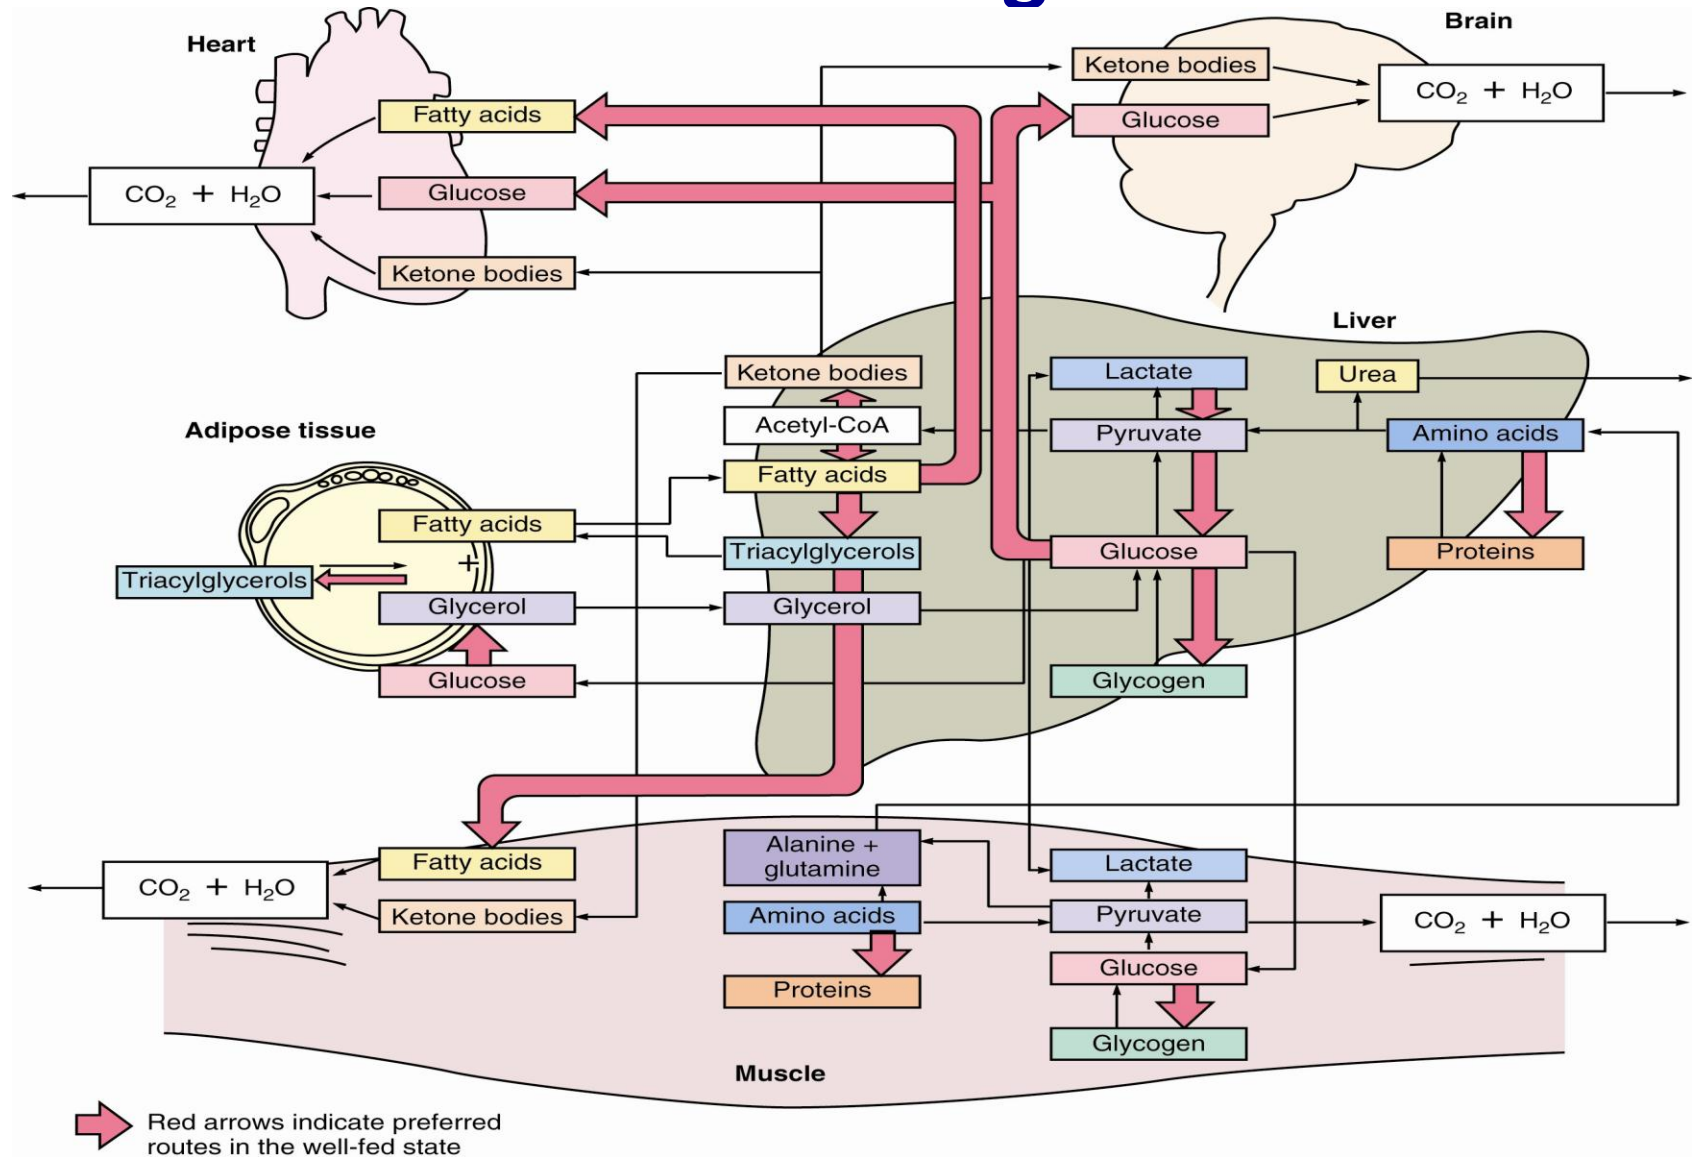 g
Heart
Brain
Ketone bodies
CO₂ + H₂O
Fatty acids
Glucose
CO₂ + H₂O
Glucose
Ketone bodies
Liver
Ketone bodies
Lactate
Urea
Acetyl-CoA
Pyruvate
Amino acids
Adipose tissue
Fatty acids
Fatty acids
Triacylglycerols
Glucose
Proteins
Triacylglycerols
+
Glycerol
Glycerol
Glucose
Glycogen
Alanine +
glutamine
Fatty acids
Lactate
CO₂ + H₂O
Ketone bodies
Amino acids
Pyruvate
CO₂ + H₂O
Glucose
Proteins
Glycogen
Muscle
Red arrows indicate preferred
routes in the well-fed state